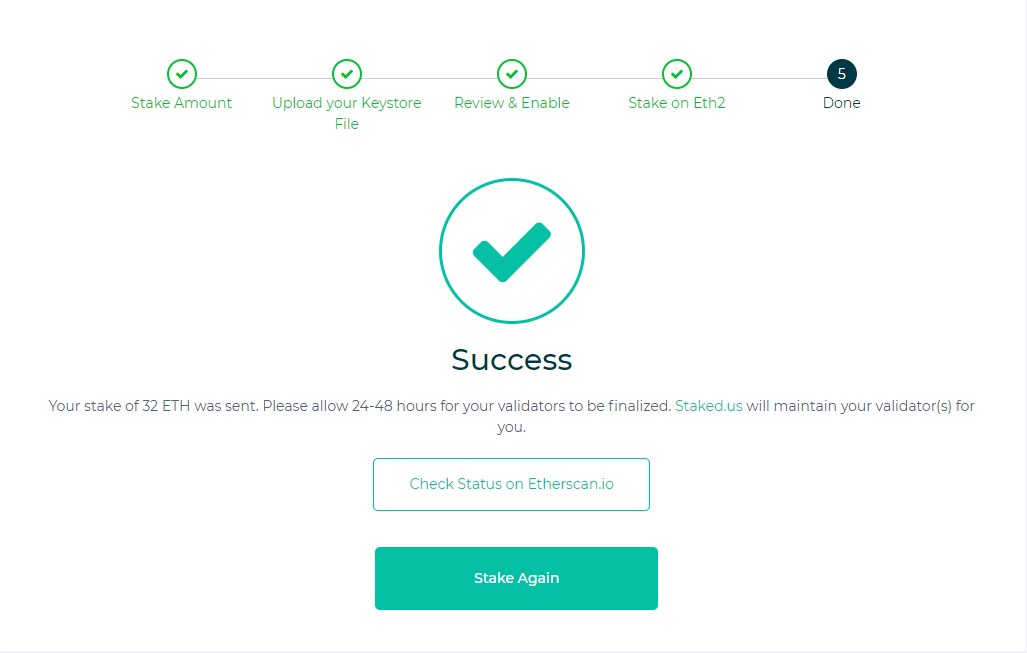 5
Stake Amount
Upload your Keystore
File
Review & Enable
Stake on Eth2
Done
Success
Your stake of 32 ETH was sent. Please allow 24-48 hours for your validators to be finalized. Staked.us will maintain your validator(s) for
you.
Check Status on Etherscan.io
Stake Again